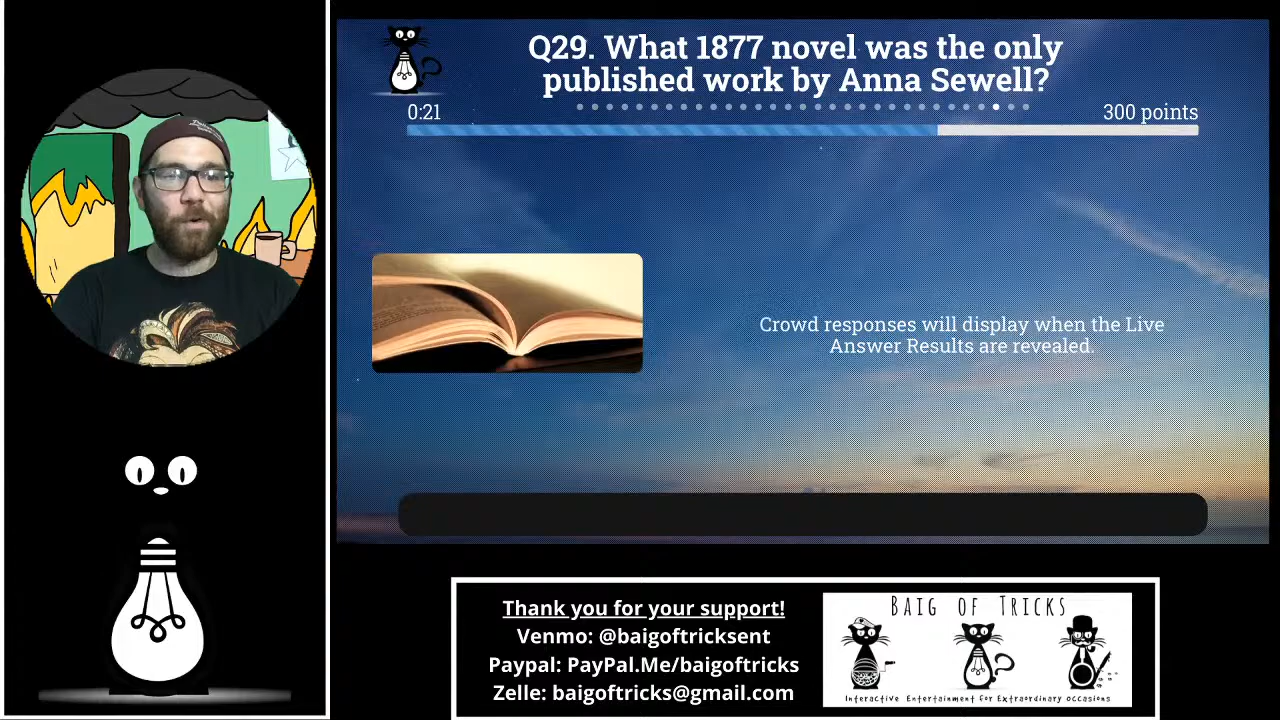 Q29. What 1877 novel was the only
published work by Anna Sewell?
0:21
300 points
Crowd responses will display when the Live
Answer Results are revealed.
Thank you for your support!
Venmo: @baigoftricksent
Paypal: PayPal.Me/baigoftricks
Zelle: baigoftricks@gmail.com
BAIG OF TRICKS
Interactive Entertainment for Extraordinary Occasions